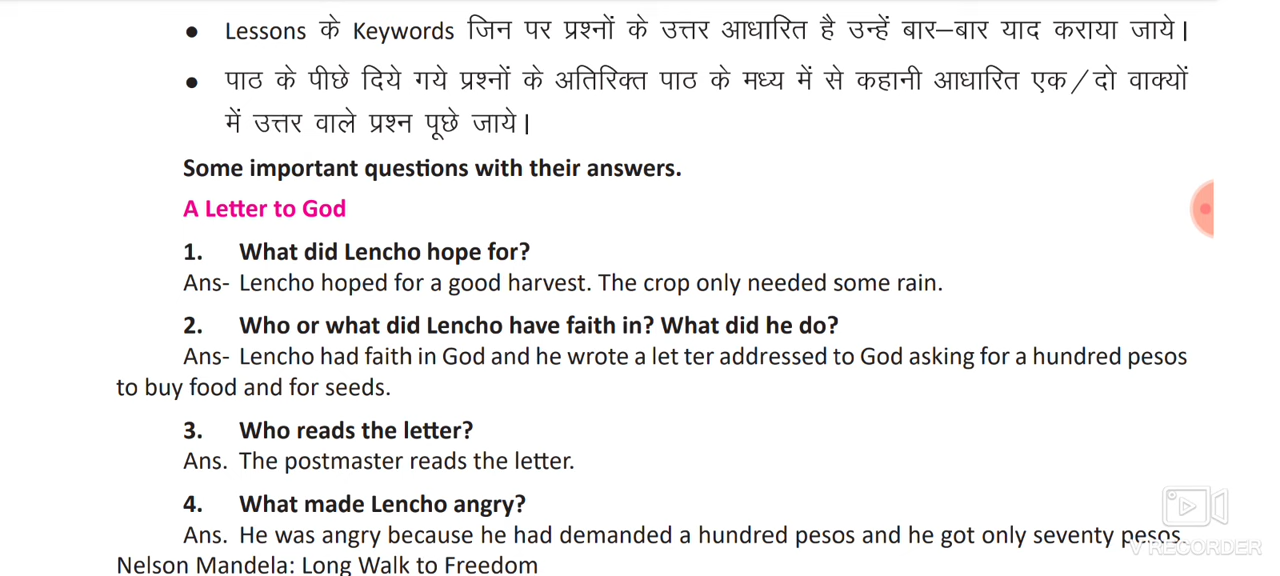 ● Lessons के Keywords जिन पर प्रश्नों के उत्तर आधारित है उन्हें बार–बार याद कराया जाये।
● पाठ के पीछे दिये गये प्रश्नों के अतिरिक्त पाठ के मध्य में से कहानी आधारित एक/दो वाक्यों
में उत्तर वाले प्रश्न पूछे जाये।
Some important questions with their answers.
A Letter to God
1. What did Lencho hope for?
Ans- Lencho hoped for a good harvest. The crop only needed some rain.
2. Who or what did Lencho have faith in? What did he do?
Ans- Lencho had faith in God and he wrote a let ter addressed to God asking for a hundred pesos
to buy food and for seeds.
3. Who reads the letter?
Ans. The postmaster reads the letter.
4. What made Lencho angry?
Ans. He was angry because he had demanded a hundred pesos and he got only seventy pesos.
V RECORDER
Nelson Mandela: Long Walk to Freedom